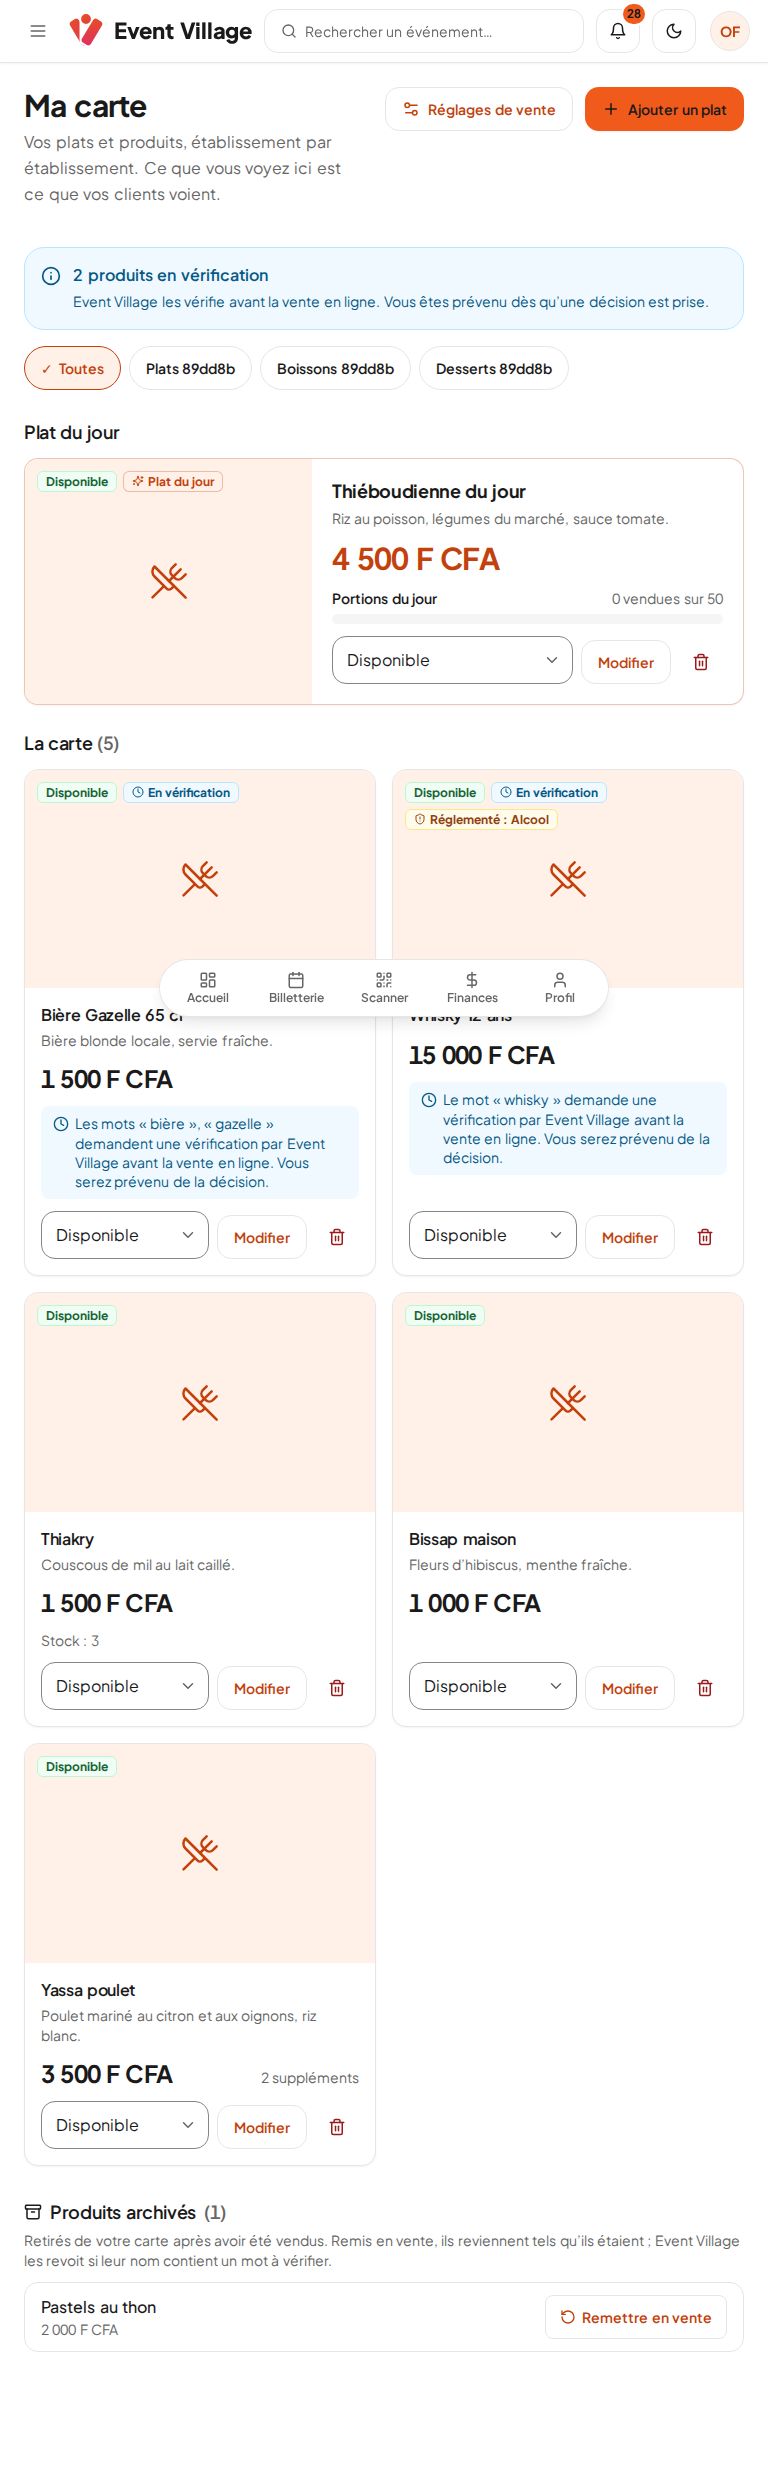 Event Village
Rechercher un événement...
28
OF
Ma carte
Réglages de vente
Ajouter un plat
Vos plats et produits, établissement par
établissement. Ce que vous voyez ici est
ce que vos clients voient.
2 produits en vérification
Event Village les vérifie avant la vente en ligne. Vous êtes prévenu dès qu’une décision est prise.
✓ Toutes
Plats 89dd8b
Boissons 89dd8b
Desserts 89dd8b
Plat du jour
Disponible
Plat du jour
Thiéboudienne du jour
Riz au poisson, légumes du marché, sauce tomate.
4 500 F CFA
Portions du jour
0 vendues sur 50
Disponible
Modifier
La carte (5)
Disponible
En vérification
Bière Gazelle 65 cl
Bière blonde locale, servie fraîche.
1 500 F CFA
Les mots « bière », « gazelle »
demandent une vérification par Event
Village avant la vente en ligne. Vous
serez prévenu de la décision.
Disponible
Modifier
Disponible
En vérification
Réglementé : Alcool
Whisky 12 ans
15 000 F CFA
Le mot « whisky » demande une
vérification par Event Village avant la
vente en ligne. Vous serez prévenu de la
décision.
Disponible
Modifier
Accueil
Billetterie
Scanner
Finances
Profil
Disponible
Thiakry
Couscous de mil au lait caillé.
1 500 F CFA
Stock : 3
Disponible
Modifier
Disponible
Bissap maison
Fleurs d’hibiscus, menthe fraîche.
1 000 F CFA
Disponible
Modifier
Disponible
Yassa poulet
Poulet mariné au citron et aux oignons, riz
blanc.
3 500 F CFA
2 suppléments
Disponible
Modifier
Produits archivés (1)
Retirés de votre carte après avoir été vendus. Remis en vente, ils reviennent tels qu’ils étaient ; Event Village
les revoit si leur nom contient un mot à vérifier.
Pastels au thon
2 000 F CFA
Remettre en vente